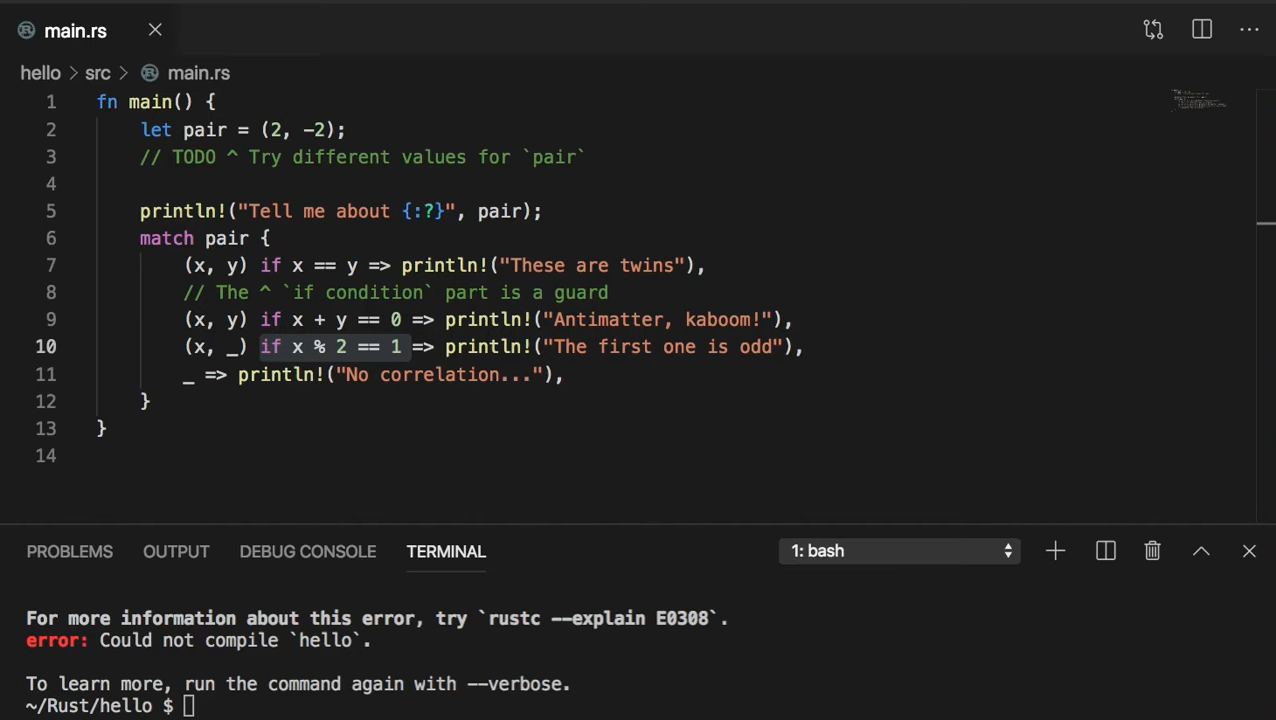 main.rs
hello > src > main.rs
1 fn main() {
2 let pair = (2, -2);
3 // TODO ^ Try different values for `pair`
4
5 println!("Tell me about {:?}", pair);
6 match pair {
7 (x, y) if x == y => println!("These are twins"),
8 // The ^ `if condition` part is a guard
9 (x, y) if x + y == 0 => println!("Antimatter, kaboom!"),
10 (x, _) if x % 2 == 1 => println!("The first one is odd"),
11 _ => println!("No correlation..."),
12 }
13 }
14
PROBLEMS OUTPUT DEBUG CONSOLE TERMINAL 1: bash
For more information about this error, try `rustc --explain E0308`.
error: Could not compile `hello`.
To learn more, run the command again with --verbose.
~/Rust/hello $